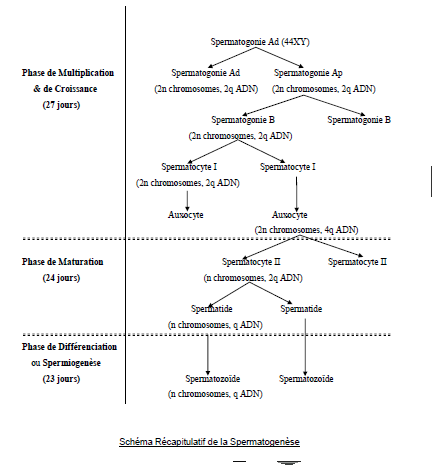 Spermatogonie Ad (44XY)
Phase de Multiplication
& de Croissance
(27 jours)
Spermatogonie Ad Spermatogonie Ap
(2n chromosomes, 2q ADN) (2n chromosomes, 2q ADN)
Spermatogonie B Spermatogonie B
(2n chromosomes, 2q ADN)
Spermatocyte I Spermatocyte I
(2n chromosomes, 2q ADN)
Auxocyte Auxocyte
(2n chromosomes, 4q ADN)
Phase de Maturation
(24 jours)
Spermatocyte II Spermatocyte II
(n chromosomes, 2q ADN)
Spermatide Spermatide
(n chromosomes, q ADN)
Phase de Différenciation
ou Spermiogenèse
(23 jours)
Spermatozoïde Spermatozoïde
(n chromosomes, q ADN)
Schéma Récapitulatif de la Spermatogenèse